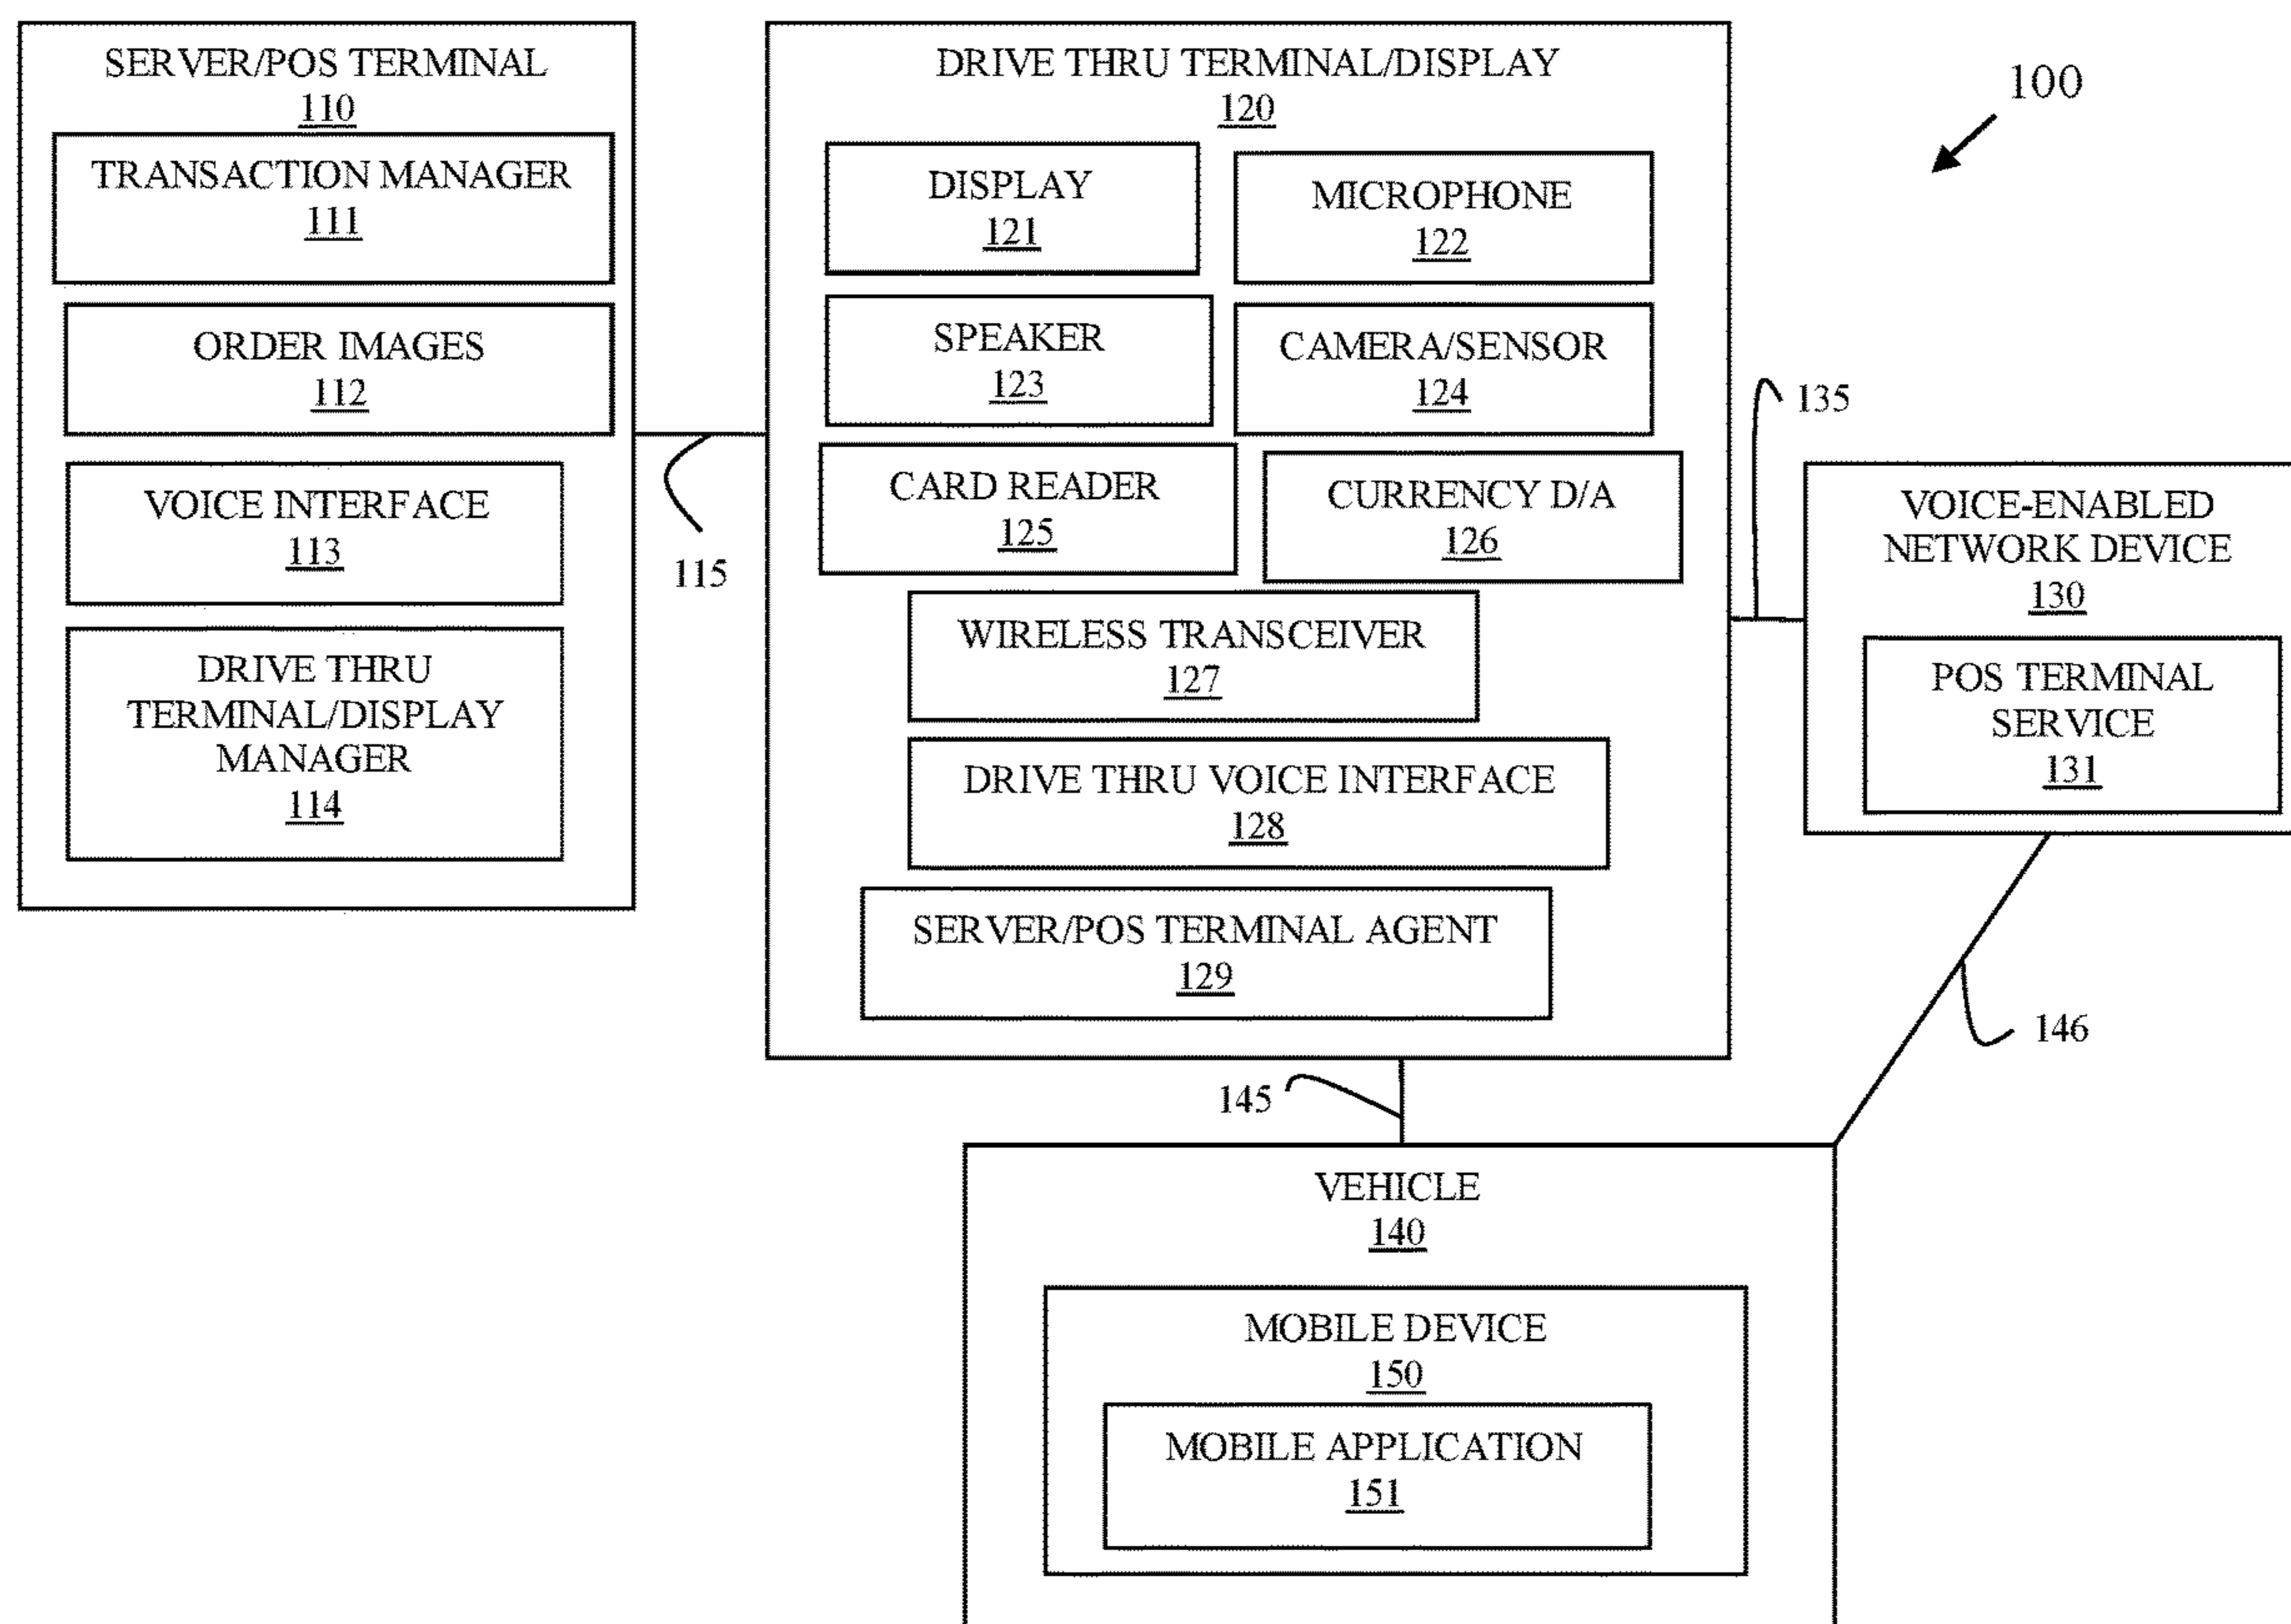 SERVER/POS TERMINAL
110
TRANSACTION MANAGER
111
ORDER IMAGES
112
VOICE INTERFACE
113
DRIVE THRU
TERMINAL/DISPLAY
MANAGER
114
115
DRIVE THRU TERMINAL/DISPLAY
120
DISPLAY
121
MICROPHONE
122
SPEAKER
123
CAMERA/SENSOR
124
CARD READER
125
CURRENCY D/A
126
WIRELESS TRANSCEIVER
127
DRIVE THRU VOICE INTERFACE
128
SERVER/POS TERMINAL AGENT
129
100
135
VOICE-ENABLED
NETWORK DEVICE
130
POS TERMINAL
SERVICE
131
146
145
VEHICLE
140
MOBILE DEVICE
150
MOBILE APPLICATION
151